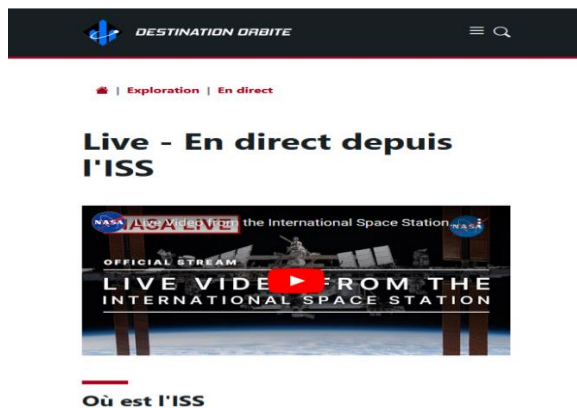 DESTINATION ORBITE
| Exploration | En direct
Live - En direct depuis
l'ISS
NASA Live Video from the International Space Station NASA
NASA LIVE
OFFICIAL STREAM
LIVE VIDEO FROM THE
INTERNATIONAL SPACE STATION
Où est l'ISS